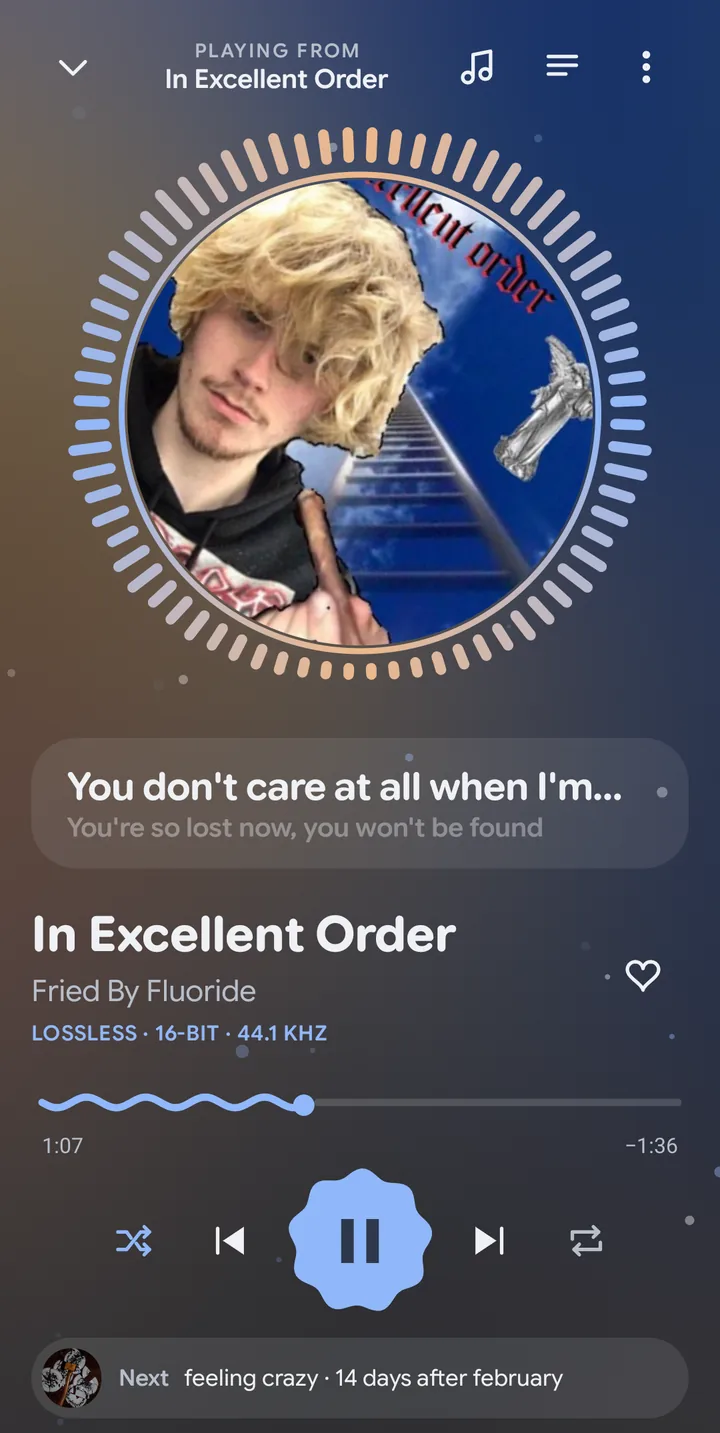 PLAYING FROM
In Excellent Order
cellent order
You don't care at all when I'm...
You're so lost now, you won't be found
In Excellent Order
Fried By Fluoride
LOSSLESS · 16-BIT · 44.1 KHZ
1:07
−1:36
Next feeling crazy · 14 days after february